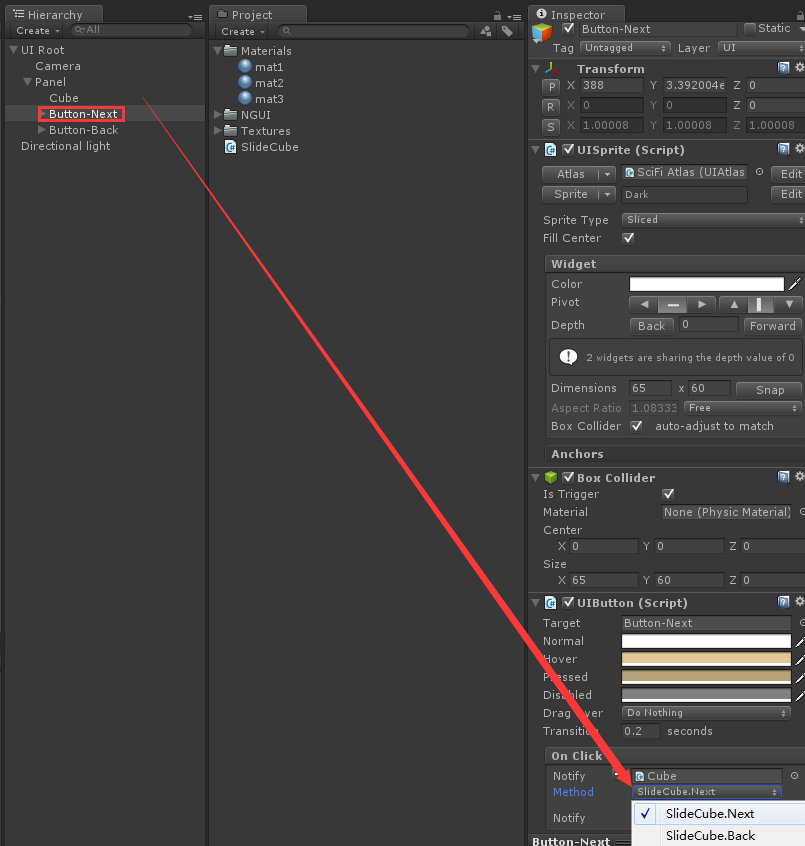 Hierarchy
Create
All
UI Root
Camera
Panel
Cube
Button-Next
Button-Back
Directional light
Project
Create
Materials
mat1
mat2
mat3
NGUI
Textures
SlideCube
Inspector
Button-Next Static
Tag Untagged Layer UI
Transform
P X 388 Y 3.392004e Z 0
R X 0 Y 0 Z 0
S X 1.00008 Y 1.00008 Z 1.00008
UISprite (Script)
Atlas SciFi Atlas (UIAtlas Edit
Sprite Dark Edit
Sprite Type Sliced
Fill Center
Widget
Color
Pivot
Depth Back 0 Forward
2 widgets are sharing the depth value of 0
Dimensions 65 x 60 Snap
Aspect Ratio 1.08333 Free
Box Collider auto-adjust to match
Anchors
Box Collider
Is Trigger
Material None (Physic Material)
Center
X 0 Y 0 Z 0
Size
X 65 Y 60 Z 0
UIButton (Script)
Target Button-Next
Normal
Hover
Pressed
Disabled
Drag Over Do Nothing
Transition 0.2 seconds
On Click
Notify Cube
Method SlideCube.Next
SlideCube.Next
Notify
SlideCube.Back
Button-Next